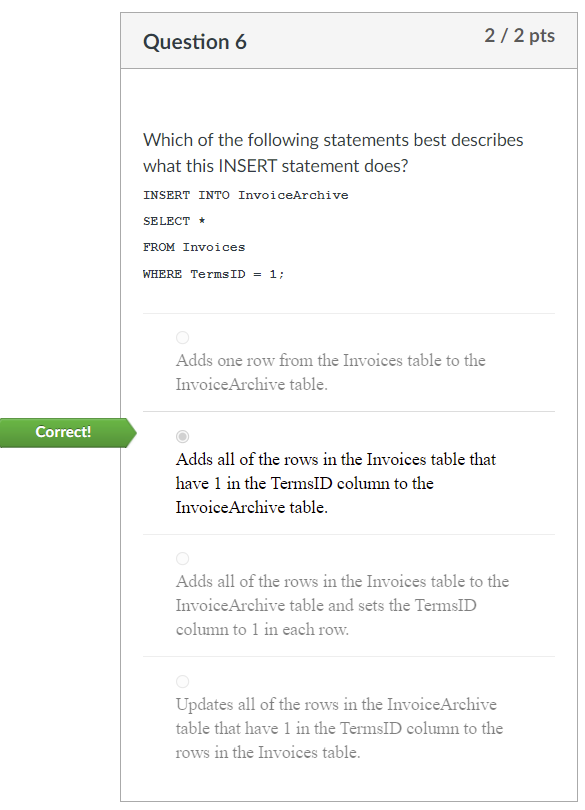 Question 6
2 / 2 pts
Which of the following statements best describes
what this INSERT statement does?
INSERT INTO InvoiceArchive
SELECT *
FROM Invoices
WHERE TermsID = 1;
Adds one row from the Invoices table to the
InvoiceArchive table.
Correct!
Adds all of the rows in the Invoices table that
have 1 in the TermsID column to the
InvoiceArchive table.
Adds all of the rows in the Invoices table to the
InvoiceArchive table and sets the TermsID
column to 1 in each row.
Updates all of the rows in the InvoiceArchive
table that have 1 in the TermsID column to the
rows in the Invoices table.